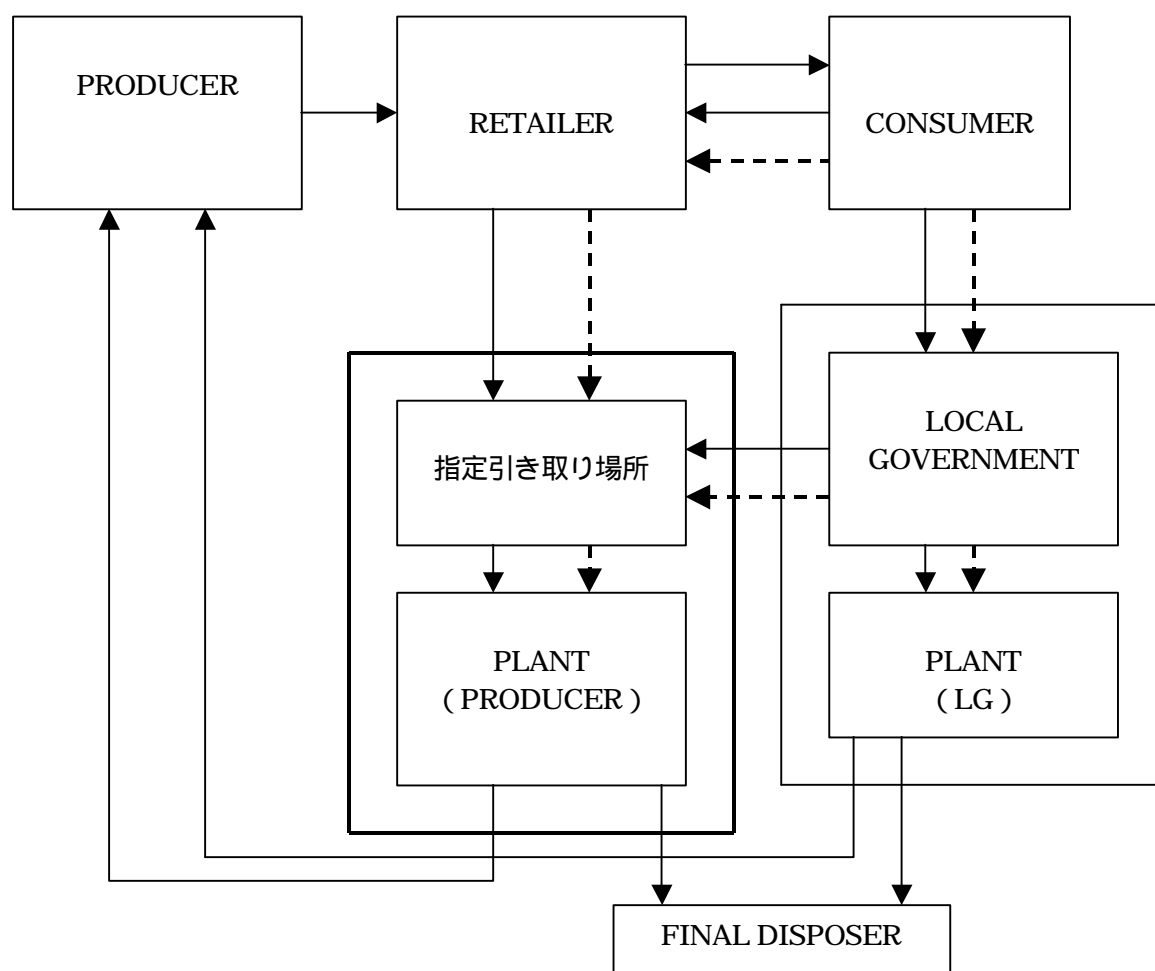 PRODUCER
RETAILER
CONSUMER
指定引き取り場所
LOCAL
GOVERNMENT
PLANT
( PRODUCER )
PLANT
( LG )
FINAL DISPOSER